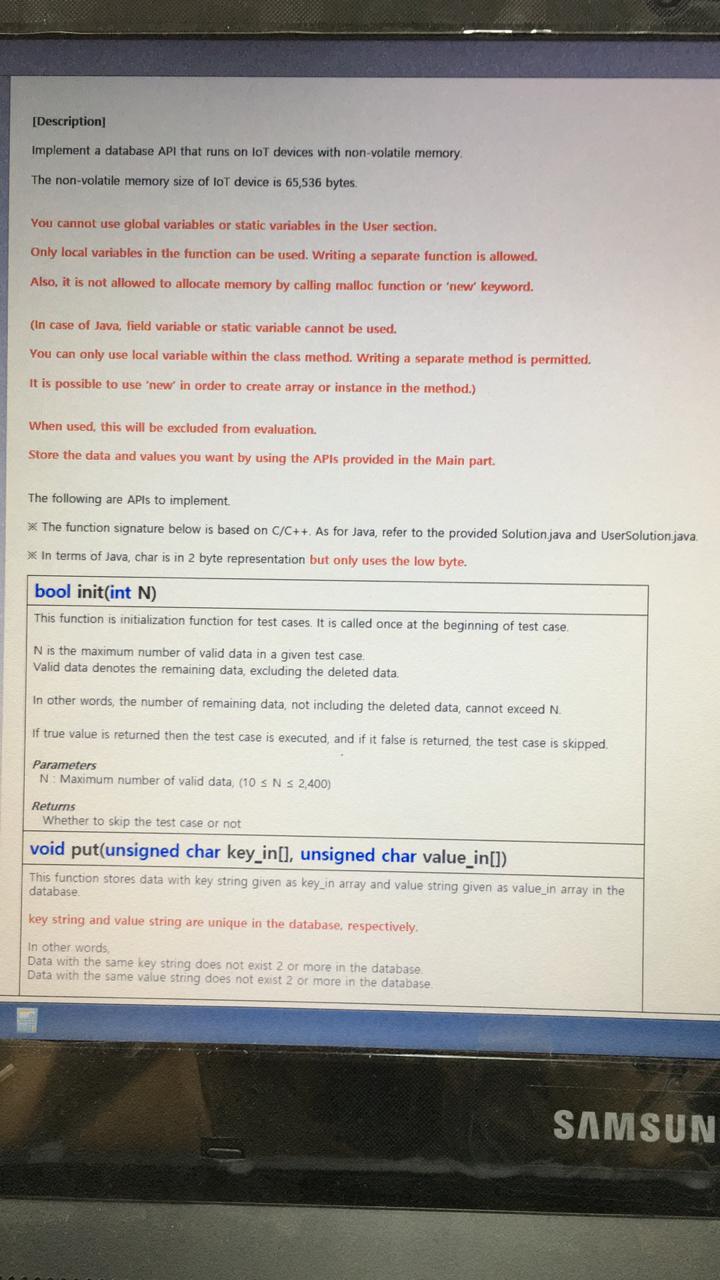 [Description]
Implement a database API that runs on IoT devices with non-volatile memory.
The non-volatile memory size of IoT device is 65,536 bytes.
You cannot use global variables or static variables in the User section.
Only local variables in the function can be used. Writing a separate function is allowed.
Also, it is not allowed to allocate memory by calling malloc function or 'new' keyword.
(In case of Java, field variable or static variable cannot be used.
You can only use local variable within the class method. Writing a separate method is permitted.
It is possible to use 'new' in order to create array or instance in the method.)
When used, this will be excluded from evaluation.
Store the data and values you want by using the APIs provided in the Main part.
The following are APIs to implement.
※ The function signature below is based on C/C++. As for Java, refer to the provided Solution.java and UserSolution.java.
※ In terms of Java, char is in 2 byte representation but only uses the low byte.
bool init(int N)
This function is initialization function for test cases. It is called once at the beginning of test case.
N is the maximum number of valid data in a given test case.
Valid data denotes the remaining data, excluding the deleted data.
In other words, the number of remaining data, not including the deleted data, cannot exceed N.
If true value is returned then the test case is executed, and if it false is returned, the test case is skipped.
Parameters
N : Maximum number of valid data, (10 ≤ N ≤ 2,400)
Returns
Whether to skip the test case or not
void put(unsigned char key_in[], unsigned char value_in[])
This function stores data with key string given as key_in array and value string given as value_in array in the
database.
key string and value string are unique in the database, respectively.
In other words,
Data with the same key string does not exist 2 or more in the database.
Data with the same value string does not exist 2 or more in the database.
SAMSUN